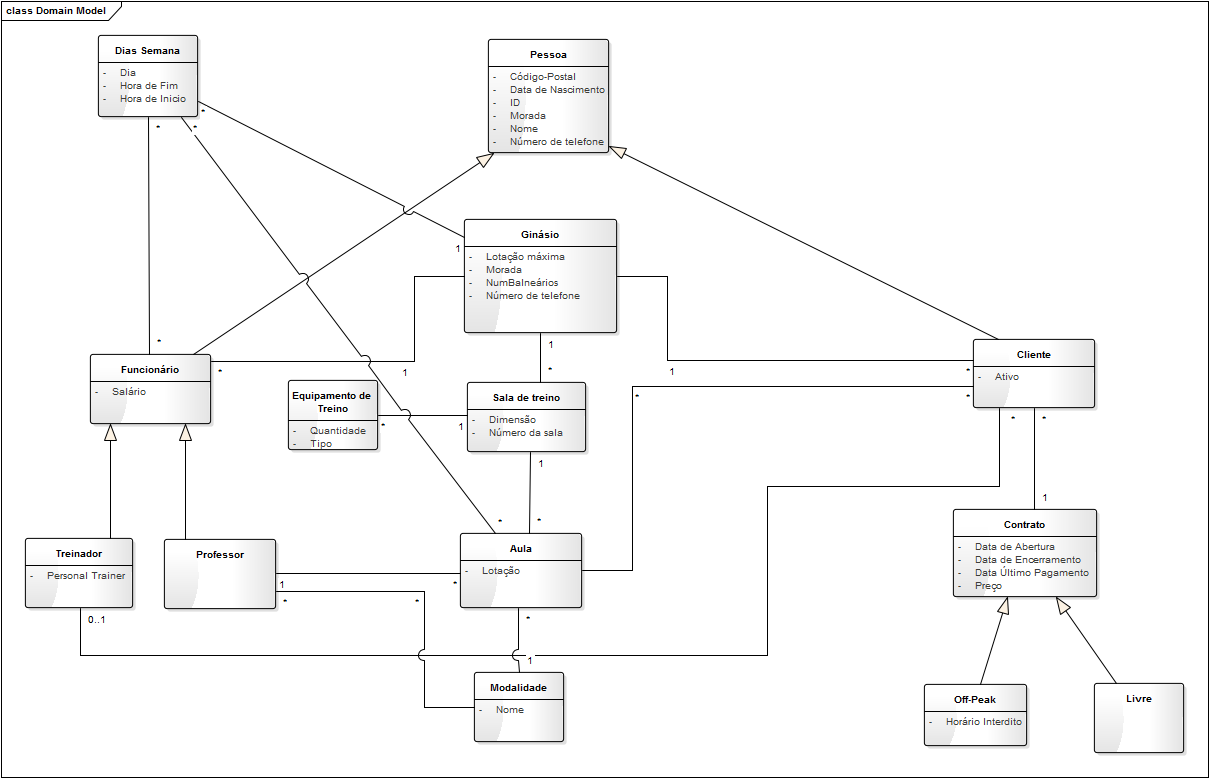 class Domain Model
Dias Semana
- Dia
- Hora de Fim
- Hora de Inicio
*
*
*
Pessoa
- Código-Postal
- Data de Nascimento
- ID
- Morada
- Nome
- Número de telefone
Ginásio
- Lotação máxima
- Morada
- NumBalneários
- Número de telefone
1
1
1
1
*
*
*
*
Funcionário
- Salário
Equipamento de
Treino
- Quantidade
- Tipo
*
Sala de treino
- Dimensão
- Número da sala
1
1
Cliente
- Ativo
*
*
*
*
1
Contrato
- Data de Abertura
- Data de Encerramento
- Data Último Pagamento
- Preço
*
*
Aula
- Lotação
*
*
1
*
*
Treinador
- Personal Trainer
0..1
Professor
*
1
Modalidade
- Nome
Off-Peak
- Horário Interdito
Livre